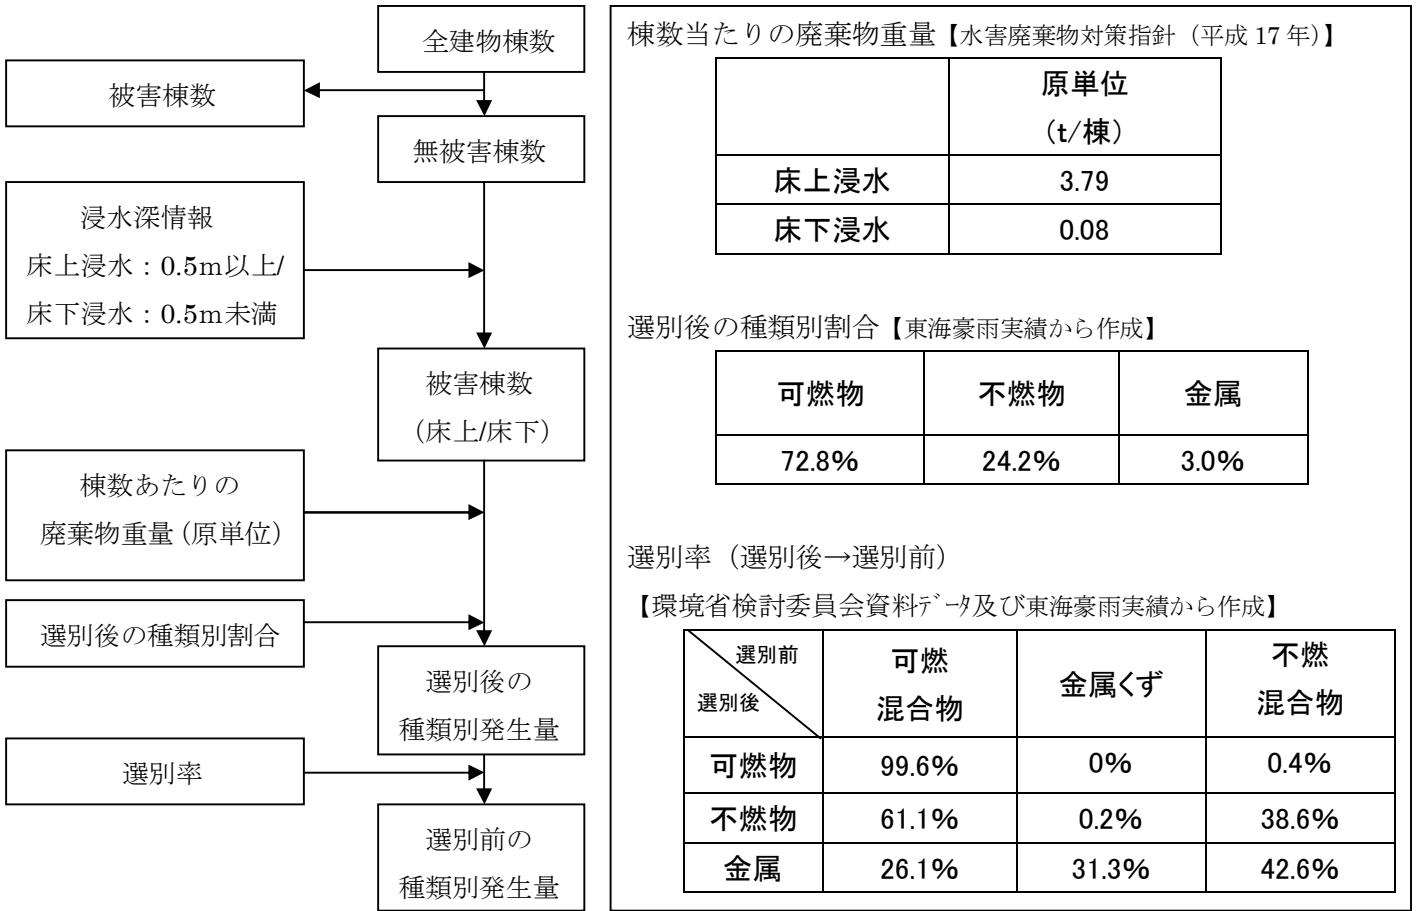 全建物棟数
被害棟数
無被害棟数
浸水深情報
床上浸水：0.5m以上/
床下浸水：0.5m未満
被害棟数
（床上/床下）
棟数あたりの
廃棄物重量（原単位）
選別後の種類別割合
選別後の
種類別発生量
選別率
選別前の
種類別発生量
棟数当たりの廃棄物重量【水害廃棄物対策指針（平成17年）】
原単位
（t/棟）
床上浸水 3.79
床下浸水 0.08
選別後の種類別割合【東海豪雨実績から作成】
可燃物 不燃物 金属
72.8% 24.2% 3.0%
選別率（選別後→選別前）
【環境省検討委員会資料ﾃﾞｰﾀ及び東海豪雨実績から作成】
選別前
選別後
可燃
混合物
金属くず
不燃
混合物
可燃物 99.6% 0% 0.4%
不燃物 61.1% 0.2% 38.6%
金属 26.1% 31.3% 42.6%